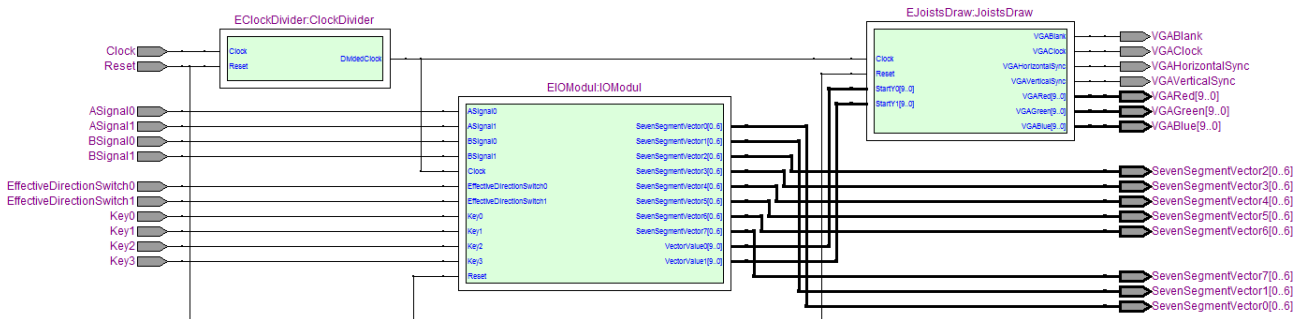 EClockDivider:ClockDivider
Clock
Reset
Clock
Reset
DividedClock
EJoistsDraw:JoistsDraw
Clock
Reset
StartY0[9..0]
StartY1[9..0]
VGABlank
VGAClock
VGAHorizontalSync
VGAVerticalSync
VGARed[9..0]
VGAGreen[9..0]
VGABlue[9..0]
VGABlank
VGAClock
VGAHorizontalSync
VGAVerticalSync
VGARed[9..0]
VGAGreen[9..0]
VGABlue[9..0]
EIOModul:IOModul
ASignal0
ASignal1
BSignal0
BSignal1
EffectiveDirectionSwitch0
EffectiveDirectionSwitch1
Key0
Key1
Key2
Key3
ASignal0
ASignal1
BSignal0
BSignal1
Clock
EffectiveDirectionSwitch0
EffectiveDirectionSwitch1
Key0
Key1
Key2
Key3
Reset
SevenSegmentVector0[0..6]
SevenSegmentVector1[0..6]
SevenSegmentVector2[0..6]
SevenSegmentVector3[0..6]
SevenSegmentVector4[0..6]
SevenSegmentVector5[0..6]
SevenSegmentVector6[0..6]
SevenSegmentVector7[0..6]
VectorValue0[9..0]
VectorValue1[9..0]
SevenSegmentVector2[0..6]
SevenSegmentVector3[0..6]
SevenSegmentVector4[0..6]
SevenSegmentVector5[0..6]
SevenSegmentVector6[0..6]
SevenSegmentVector7[0..6]
SevenSegmentVector1[0..6]
SevenSegmentVector0[0..6]